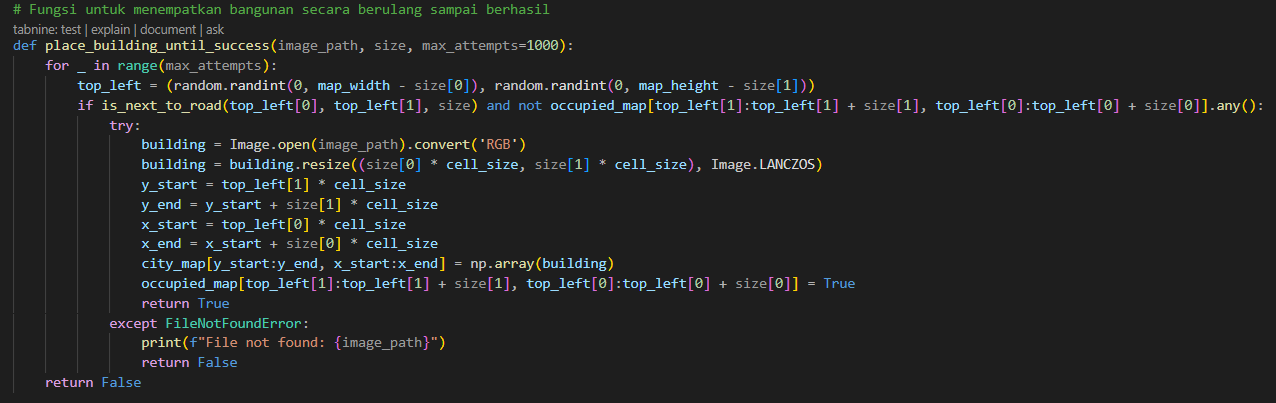 # Fungsi untuk menempatkan bangunan secara berulang sampai berhasil
tabnine: test | explain | document | ask
def place_building_until_success(image_path, size, max_attempts=1000):
    for _ in range(max_attempts):
        top_left = (random.randint(0, map_width - size[0]), random.randint(0, map_height - size[1]))
        if is_next_to_road(top_left[0], top_left[1], size) and not occupied_map[top_left[1]:top_left[1] + size[1], top_left[0]:top_left[0] + size[0]].any():
            try:
                building = Image.open(image_path).convert('RGB')
                building = building.resize((size[0] * cell_size, size[1] * cell_size), Image.LANCZOS)
                y_start = top_left[1] * cell_size
                y_end = y_start + size[1] * cell_size
                x_start = top_left[0] * cell_size
                x_end = x_start + size[0] * cell_size
                city_map[y_start:y_end, x_start:x_end] = np.array(building)
                occupied_map[top_left[1]:top_left[1] + size[1], top_left[0]:top_left[0] + size[0]] = True
                return True
            except FileNotFoundError:
                print(f"File not found: {image_path}")
                return False
    return False